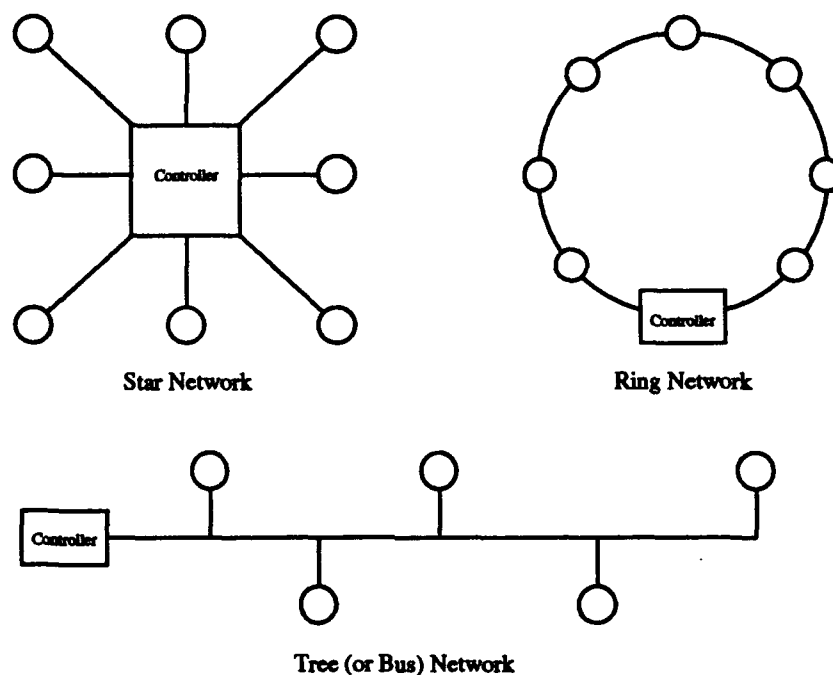 Controller
Controller
Star Network
Ring Network
Controller
Tree (or Bus) Network